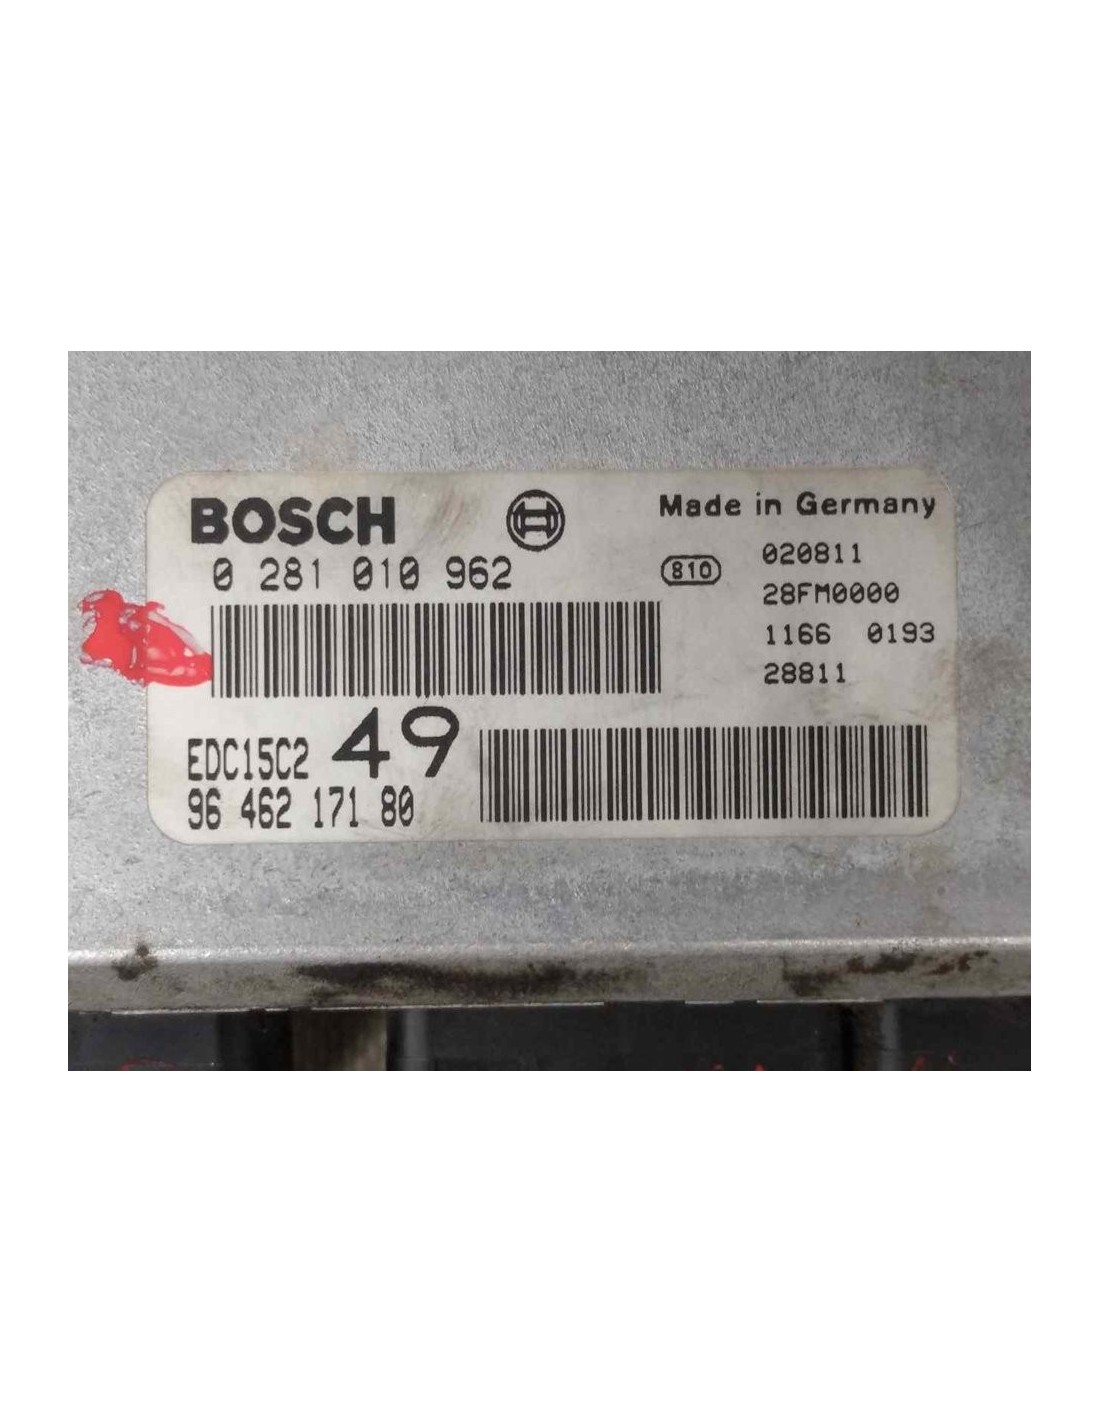 BOSCH
Made in Germany
0 281 010 962
810
020811
28FM0000
1166 0193
28811
EDC15C2 49
96 462 171 80